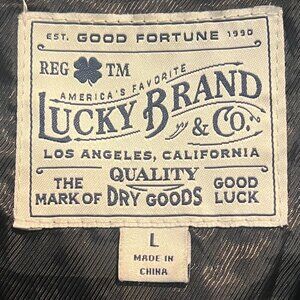 EST. GOOD FORTUNE 1990
REG TM
AMERICA'S FAVORITE
LUCKY BRAND
& CO.
LOS ANGELES, CALIFORNIA
THE MARK OF QUALITY DRY GOODS GOOD LUCK
L
MADE IN
CHINA